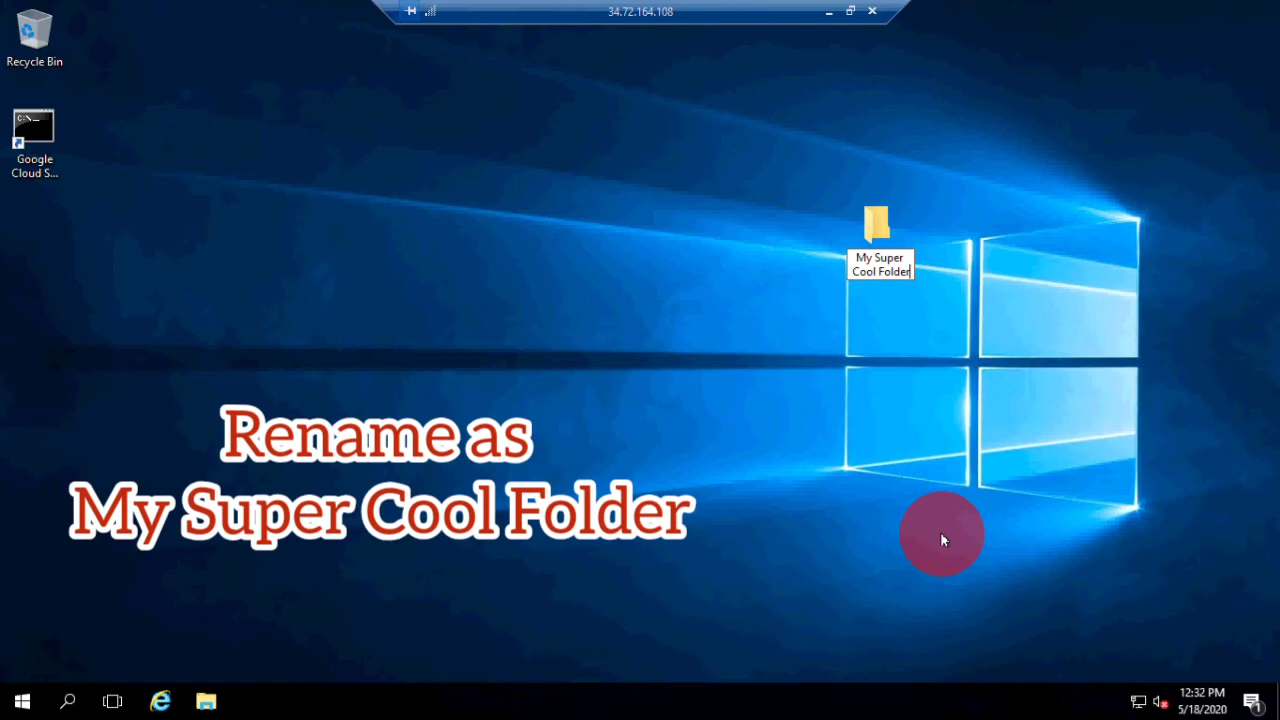 34.72.164.108
Recycle Bin
C:\_
Google
Cloud S...
My Super
Cool Folder
Rename as
My Super Cool Folder
12:32 PM
5/18/2020
1